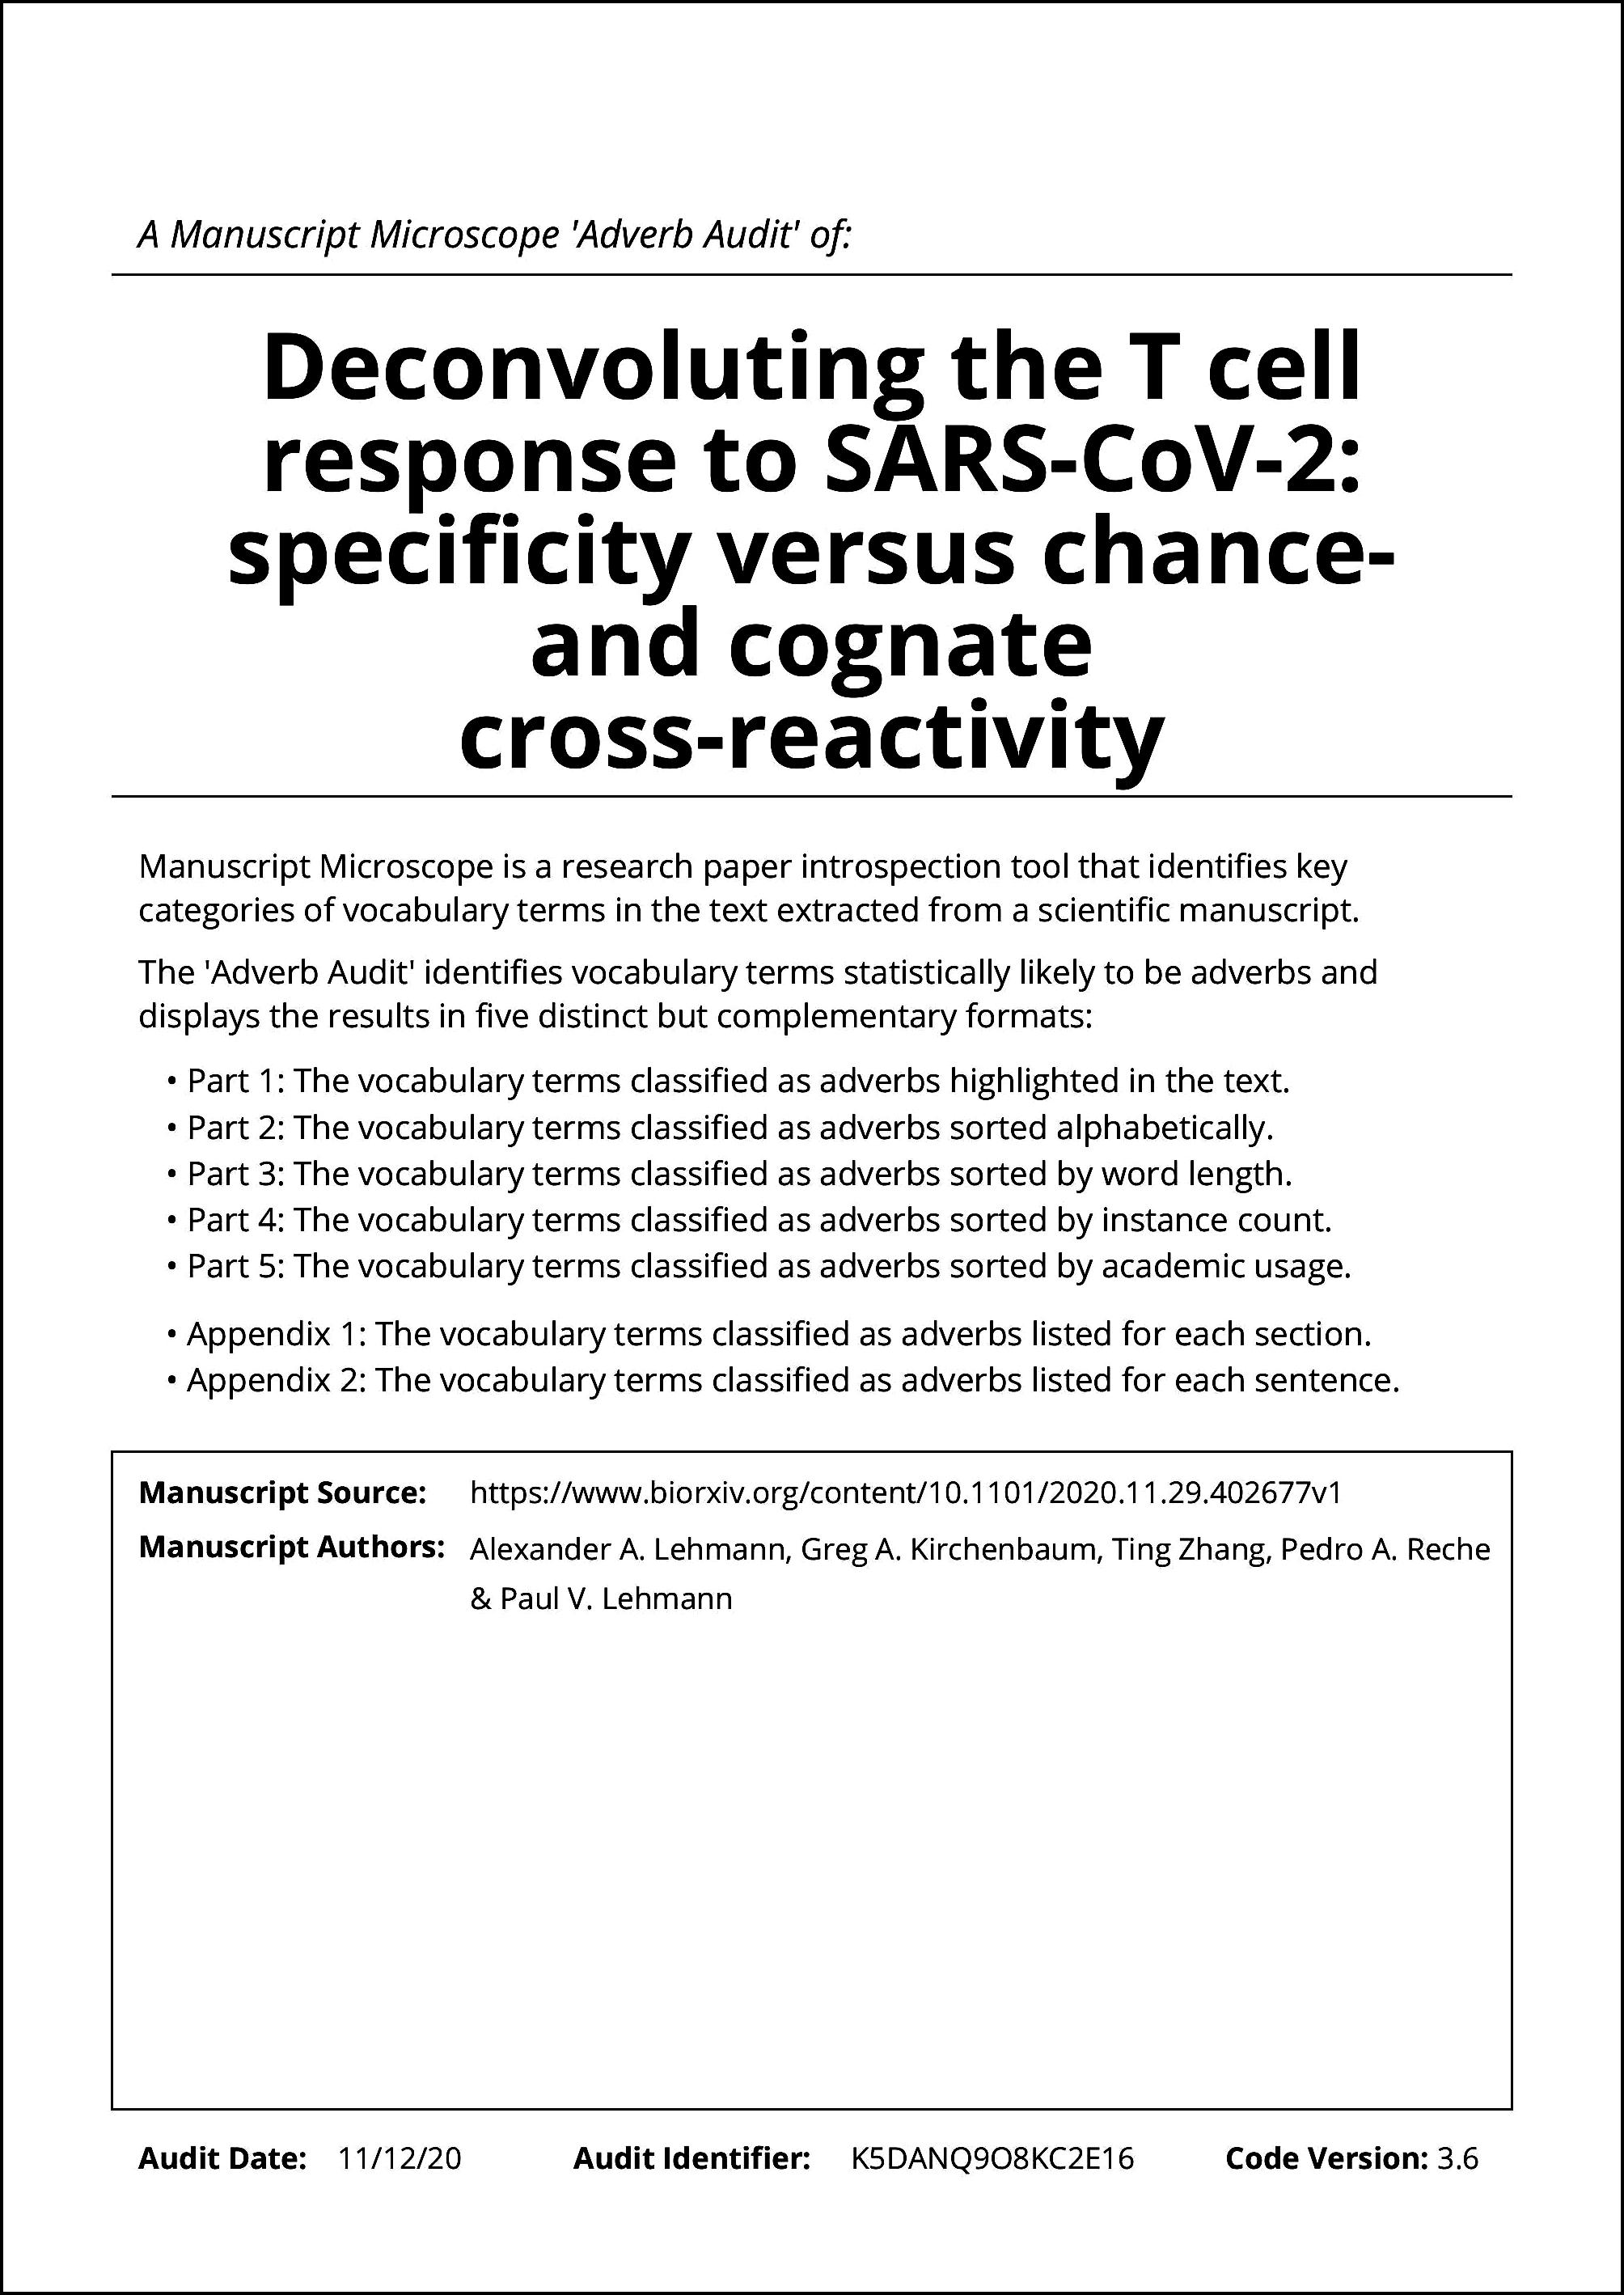 A Manuscript Microscope 'Adverb Audit' of:
Deconvoluting the T cell
response to SARS-CoV-2:
specificity versus chance-
and cognate
cross-reactivity
Manuscript Microscope is a research paper introspection tool that identifies key
categories of vocabulary terms in the text extracted from a scientific manuscript.
The 'Adverb Audit' identifies vocabulary terms statistically likely to be adverbs and
displays the results in five distinct but complementary formats:
• Part 1: The vocabulary terms classified as adverbs highlighted in the text.
• Part 2: The vocabulary terms classified as adverbs sorted alphabetically.
• Part 3: The vocabulary terms classified as adverbs sorted by word length.
• Part 4: The vocabulary terms classified as adverbs sorted by instance count.
• Part 5: The vocabulary terms classified as adverbs sorted by academic usage.
• Appendix 1: The vocabulary terms classified as adverbs listed for each section.
• Appendix 2: The vocabulary terms classified as adverbs listed for each sentence.
Manuscript Source: https://www.biorxiv.org/content/10.1101/2020.11.29.402677v1
Manuscript Authors: Alexander A. Lehmann, Greg A. Kirchenbaum, Ting Zhang, Pedro A. Reche
& Paul V. Lehmann
Audit Date: 11/12/20 Audit Identifier: K5DANQ9O8KC2E16 Code Version: 3.6